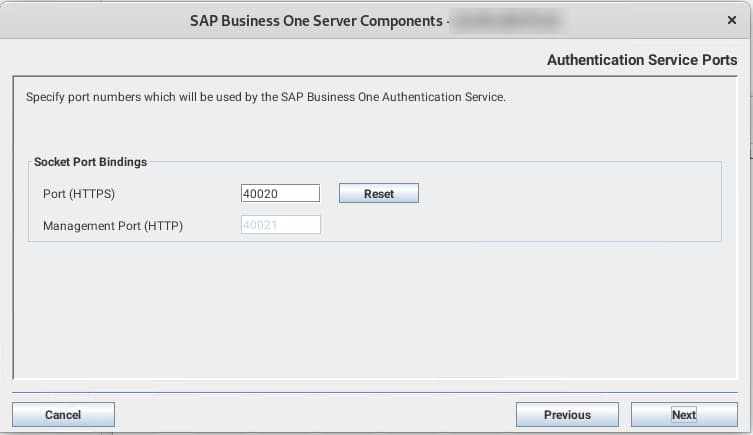 SAP Business One Server Components -
Authentication Service Ports
Specify port numbers which will be used by the SAP Business One Authentication Service.
Socket Port Bindings
Port (HTTPS) 40020 Reset
Management Port (HTTP) 40021
Cancel Previous Next